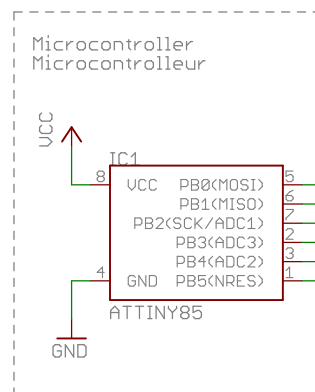 Microcontroller
Microcontrolleur
VCC
IC1
8 VCC PB0(MOSI) 5
PB1(MISO) 6
PB2(SCK/ADC1) 7
PB3(ADC3) 2
PB4(ADC2) 3
4 GND PB5(NRES) 1
ATTINY85
GND